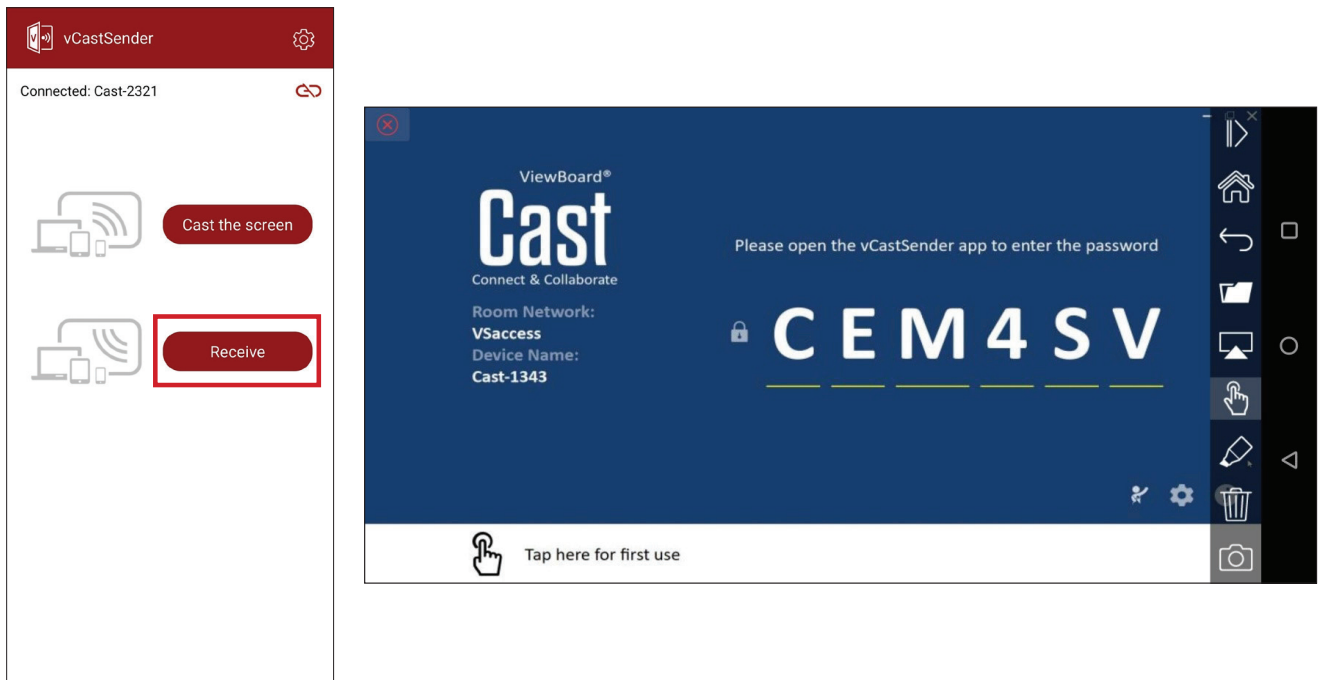 vCastSender
Connected: Cast-2321
Cast the screen
Receive
ViewBoard®
Cast
Connect & Collaborate
Room Network:
VSaccess
Device Name:
Cast-1343
Please open the vCastSender app to enter the password
CEM4SV
Tap here for first use